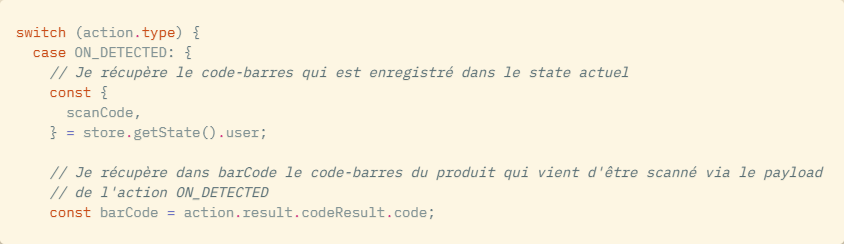 switch (action.type) {
case ON_DETECTED: {
// Je récupère le code-barres qui est enregistré dans le state actuel
const {
scanCode,
} = store.getState().user;
// Je récupère dans barCode le code-barres du produit qui vient d'être scanné via le payload
// de l'action ON_DETECTED
const barCode = action.result.codeResult.code;